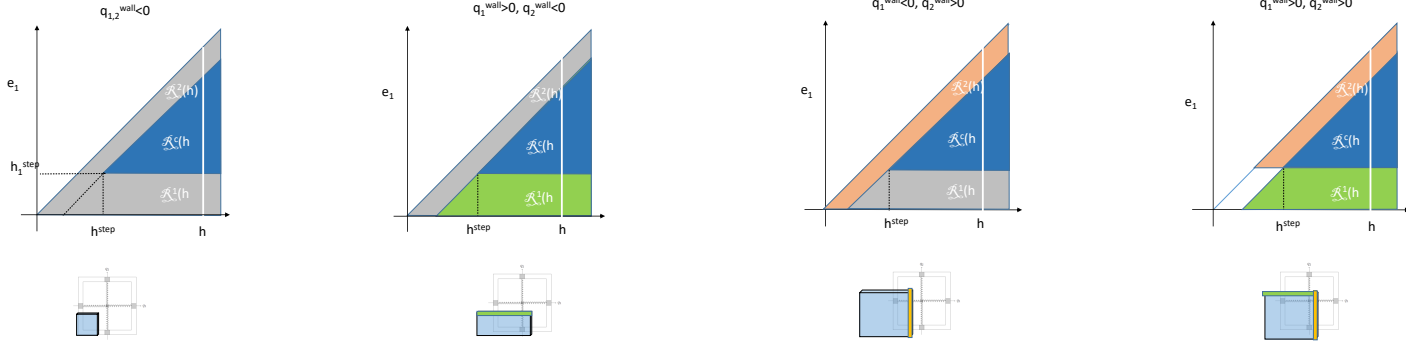 q₁,₂ʷᵃˡˡ<0
e₁
ℛ²(h)
ℛᶜ(h
h₁ˢᵗᵉᵖ
ℛ¹(h
hˢᵗᵉᵖ
h
q₁ʷᵃˡˡ>0, q₂ʷᵃˡˡ<0
e₁
ℛ²(h)
ℛᶜ(h
ℛ¹(h
hˢᵗᵉᵖ
h
q₁ʷᵃˡˡ<0, q₂ʷᵃˡˡ>0
e₁
ℛ²(h)
ℛᶜ(h
ℛ¹(h
hˢᵗᵉᵖ
h
q₁ʷᵃˡˡ>0, q₂ʷᵃˡˡ>0
e₁
ℛ²(h)
ℛᶜ(h
ℛ¹(h
hˢᵗᵉᵖ
h